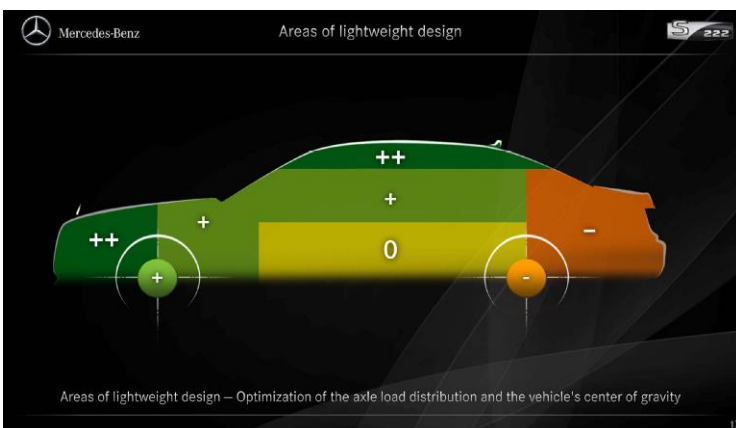 Mercedes-Benz
Areas of lightweight design
S 222
++
+
++
+
0
-
+
-
Areas of lightweight design – Optimization of the axle load distribution and the vehicle's center of gravity